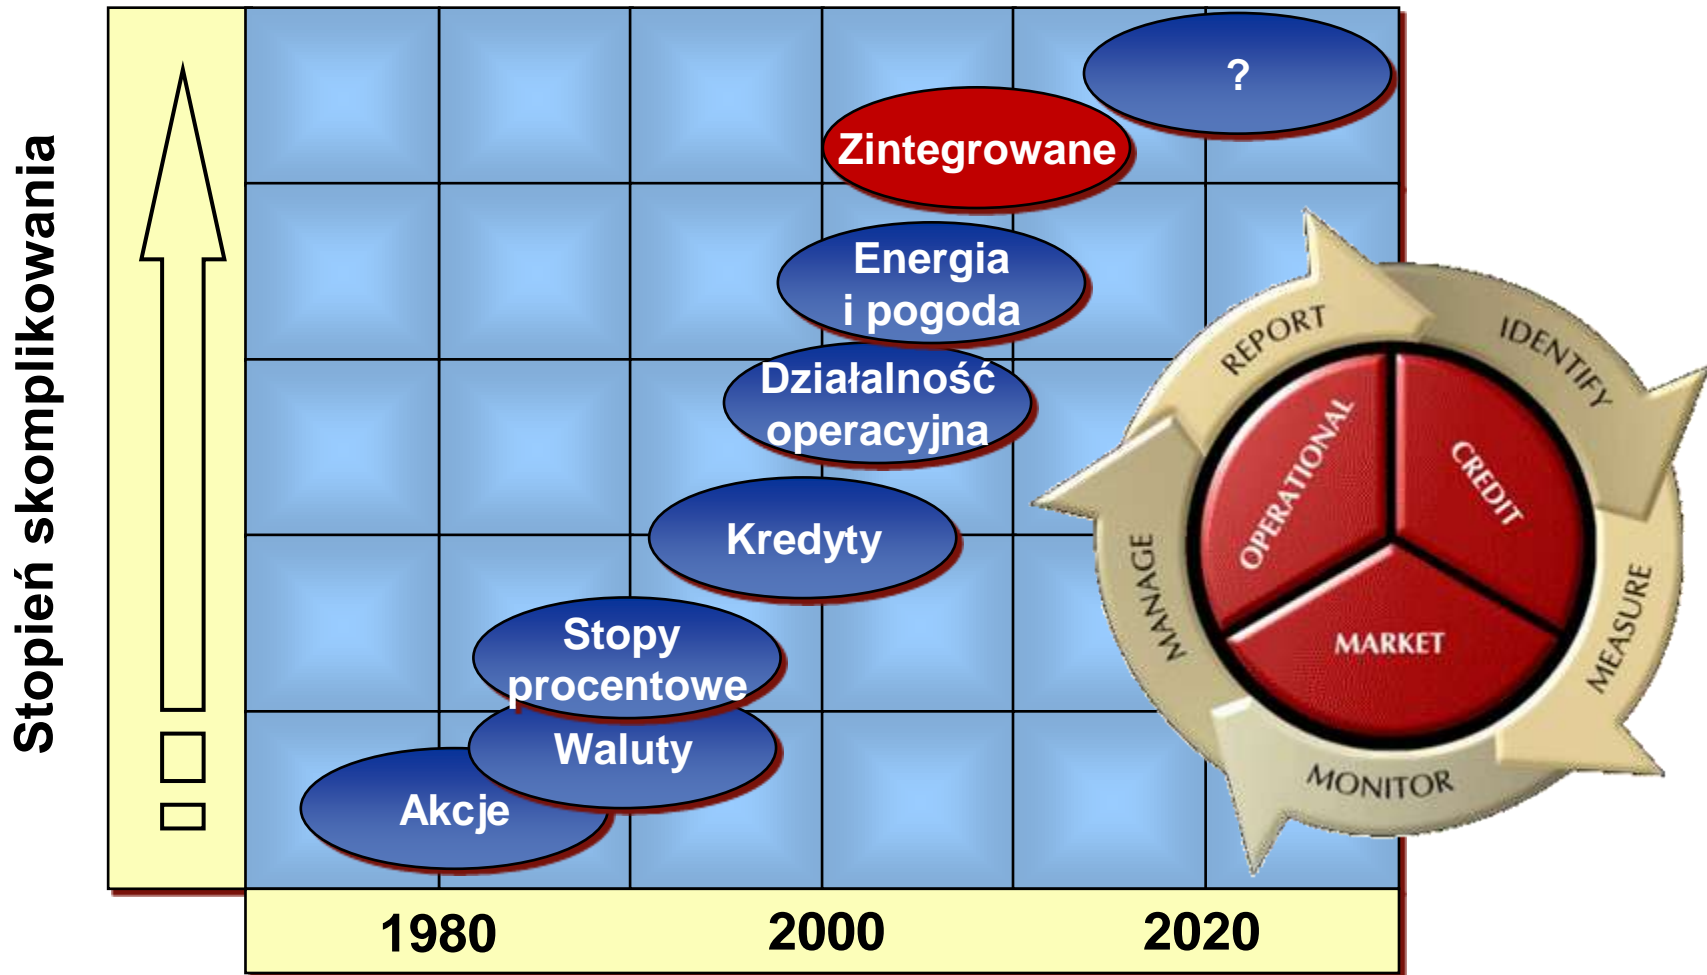 Stopień skomplikowania
?
Zintegrowane
Energia
i pogoda
Działalność
operacyjna
Kredyty
Stopy
procentowe
Waluty
Akcje
1980
2000
2020
REPORT
IDENTIFY
MEASURE
MONITOR
MANAGE
OPERATIONAL
CREDIT
MARKET